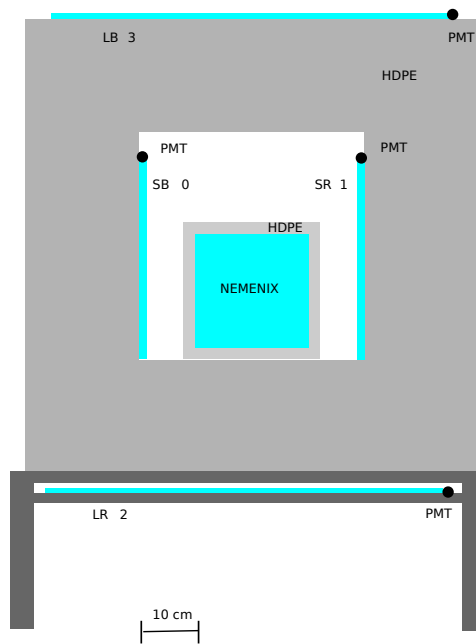 LB 3
PMT
HDPE
PMT
PMT
SB 0
SR 1
HDPE
NEMENIX
LR 2
PMT
10 cm